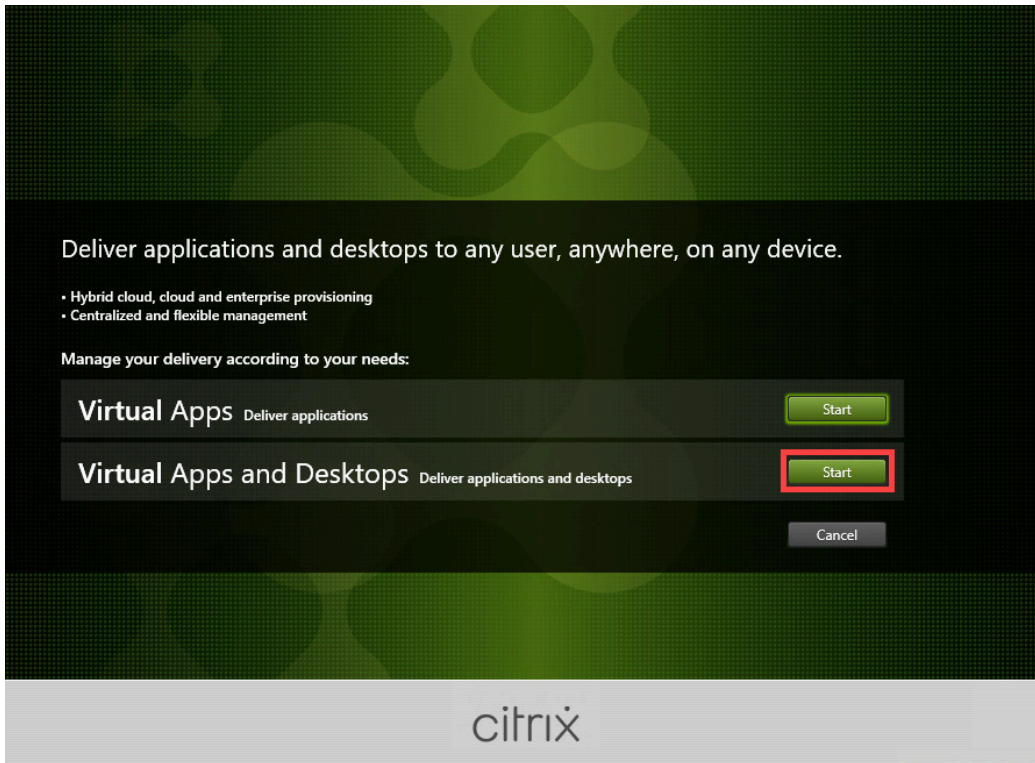 Deliver applications and desktops to any user, anywhere, on any device.
• Hybrid cloud, cloud and enterprise provisioning
• Centralized and flexible management
Manage your delivery according to your needs:
Virtual Apps Deliver applications Start
Virtual Apps and Desktops Deliver applications and desktops Start
Cancel
citrix